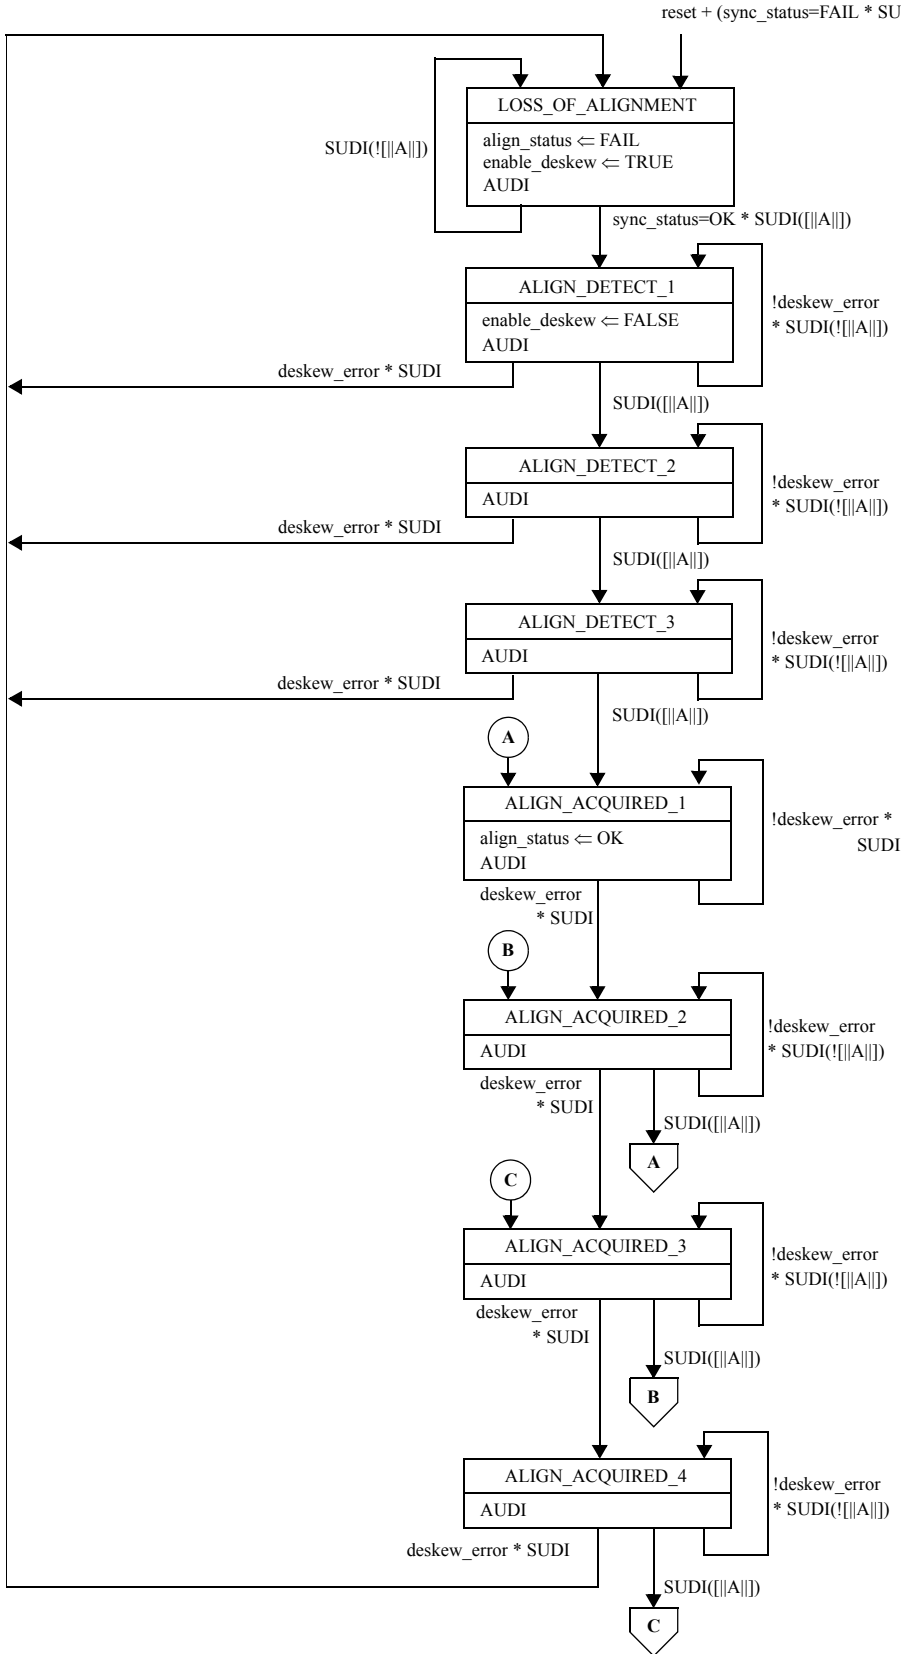 reset + (sync_status=FAIL * SU
LOSS_OF_ALIGNMENT
SUDI(![||A||])
align_status ⇐ FAIL
enable_deskew ⇐ TRUE
AUDI
sync_status=OK * SUDI([||A||])
ALIGN_DETECT_1
!deskew_error
* SUDI(![||A||])
enable_deskew ⇐ FALSE
AUDI
deskew_error * SUDI
SUDI([||A||])
ALIGN_DETECT_2
!deskew_error
* SUDI(![||A||])
AUDI
deskew_error * SUDI
SUDI([||A||])
ALIGN_DETECT_3
!deskew_error
* SUDI(![||A||])
AUDI
deskew_error * SUDI
SUDI([||A||])
A
ALIGN_ACQUIRED_1
!deskew_error *
SUDI
align_status ⇐ OK
AUDI
deskew_error
* SUDI
B
ALIGN_ACQUIRED_2
!deskew_error
* SUDI(![||A||])
AUDI
deskew_error
* SUDI
SUDI([||A||])
A
C
ALIGN_ACQUIRED_3
!deskew_error
* SUDI(![||A||])
AUDI
deskew_error
* SUDI
SUDI([||A||])
B
ALIGN_ACQUIRED_4
!deskew_error
* SUDI(![||A||])
AUDI
deskew_error * SUDI
SUDI([||A||])
C